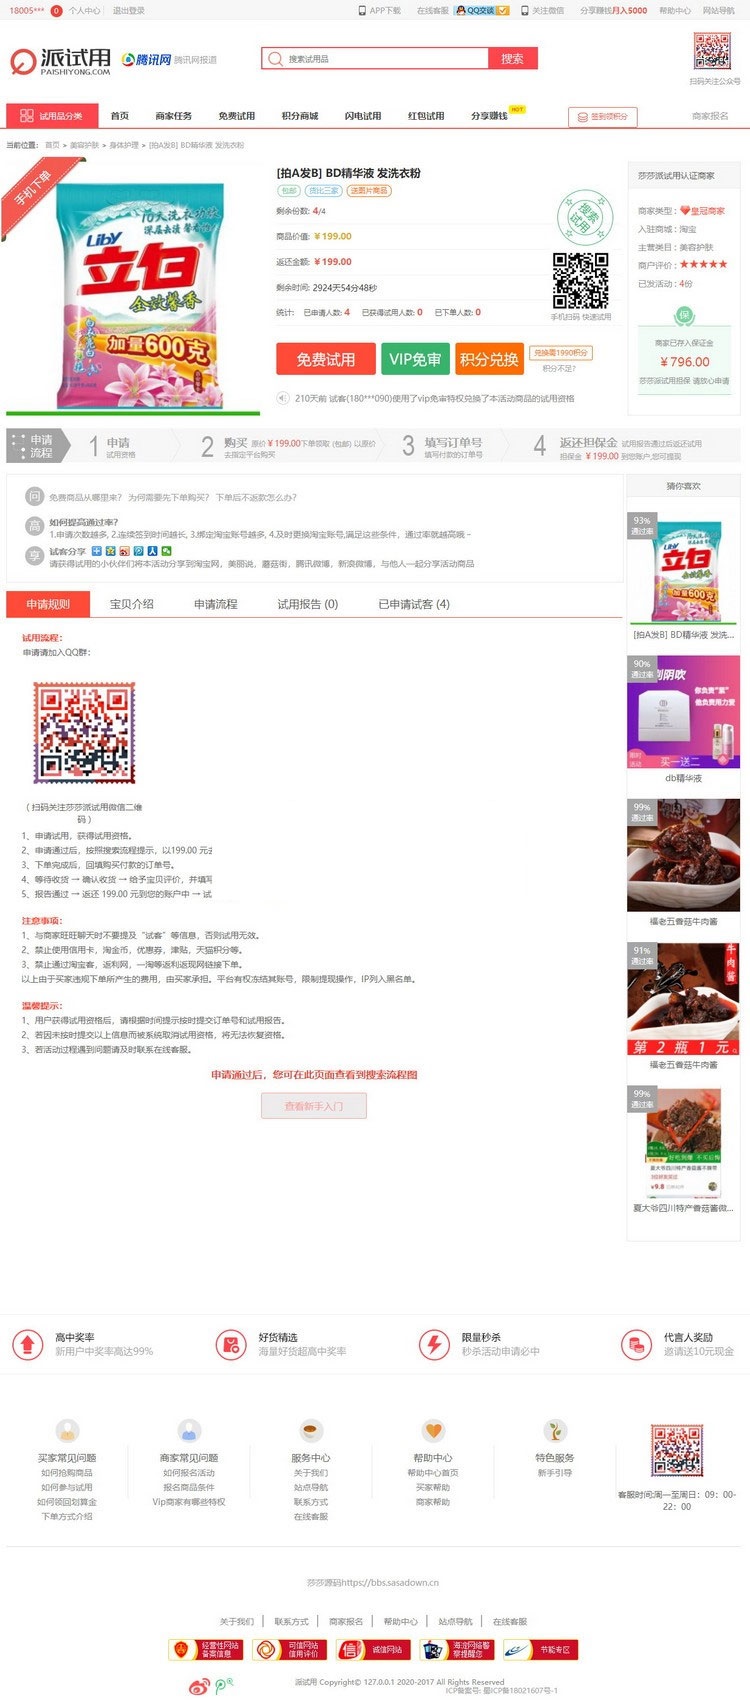 18005*** 0 个人中心 | 退出登录
APP下载 在线客服 QQ交谈 关注微信 分享赚钱月入5000 帮助中心 网站导航
派试用
PAISHIYONG.COM
腾讯网 腾讯网报道
搜索试用品 搜索
扫码关注公众号
试用品分类 首页 商家任务 免费试用 积分商城 闪电试用 红包试用 分享赚钱 HOT 签到领积分 商家报名
当前位置: 首页 > 美容护肤 > 身体护理 > [拍A发B] BD精华液 发洗衣粉
手机下单
Liby
立白
全效馨香
加量600克
[拍A发B] BD精华液 发洗衣粉
包邮 货比三家 送图片商品
剩余份数: 4/4
商品价值: ￥199.00
返还金额: ￥199.00
剩余时间: 2924天54分48秒
统计: 已申请人数: 4 已获得试用人数: 0 已下单人数: 0
搜索试用
手机扫码 快速试用
免费试用 VIP免审 积分兑换 兑换需1990积分
积分不足?
210天前 试客(180***090)使用了vip免审特权兑换了本活动商品的试用资格
莎莎派试用认证商家
商家类型: 皇冠商家
入驻商城: 淘宝
主营类目: 美容护肤
商户评价: ★★★★★
已发活动: 4份
保
商家已存入保证金
￥796.00
莎莎派试用担保 请放心申请
申请流程
1 申请 试用资格
2 购买 原价￥199.00下单领取 (包邮) 以原价去指定平台购买
3 填写订单号 填写付款的订单号
4 返还担保金 试用报告通过后返还试用担保金 ￥199.00 到您账户,您可提现
问 免费商品从哪里来? 为何需要先下单购买? 下单后不返款怎么办?
高 如何提高通过率?
1.申请次数越多, 2.连续签到时间越长, 3.绑定淘宝账号越多, 4.及时更换淘宝账号,满足这些条件, 通过率就越高哦~
享 试客分享
请获得试用的小伙伴们将本活动分享到淘宝网, 美丽说, 蘑菇街, 腾讯微博, 新浪微博, 与他人一起分享活动商品
申请规则 宝贝介绍 申请流程 试用报告 (0) 已申请试客 (4)
试用流程:
申请请加入QQ群:
( 扫码关注莎莎派试用微信二维码 )
1、申请试用, 获得试用资格。
2、申请通过后, 按照搜索流程提示, 以199.00 元
3、下单完成后, 回填购买付款的订单号。
4、等待收货 → 确认收货 → 给予宝贝评价, 并填写
5、报告通过 → 返还 199.00 元到您的账户中 → 试
注意事项:
1、与商家旺旺聊天时不要提及 “试客” 等信息, 否则试用无效。
2、禁止使用信用卡, 淘金币, 优惠券, 津贴, 天猫积分等。
3、禁止通过淘宝客, 返利网, 一淘等返利返现网链接下单。
以上由于买家违规下单所产生的费用, 由买家承担。平台有权冻结其账号, 限制提现操作, IP列入黑名单。
温馨提示:
1、用户获得试用资格后, 请根据时间提示按时提交订单号和试用报告。
2、若因未按时提交以上信息而被系统取消试用资格, 将无法恢复资格。
3、若活动过程遇到问题请及时联系在线客服。
申请通过后, 您可在此页面查看到搜索流程图
查看新手入门
猜你喜欢
93%
通过率
[拍A发B] BD精华液 发洗...
90%
通过率
买一送二
db精华液
99%
通过率
福老五香菇牛肉酱
91%
通过率
牛肉酱
第2瓶1元
福老五香菇牛肉酱
99%
通过率
夏大爷四川特产香菇酱不辣带
￥9.8
夏大爷四川特产香菇酱做...
高中奖率
新用户中奖率高达99%
好货精选
海量好货超高中奖率
限量秒杀
秒杀活动申请必中
代言人奖励
邀请送10元现金
买家常见问题
如何抢购商品
如何参与试用
如何领回划算金
下单方式介绍
商家常见问题
如何报名活动
报名商品条件
Vip商家有哪些特权
服务中心
关于我们
站点导航
联系方式
在线客服
帮助中心
帮助中心首页
买家帮助
商家帮助
特色服务
新手引导
客服时间:周一至周日: 09: 00-22: 00
莎莎源码https://bbs.sasadown.cn
关于我们 | 联系方式 | 商家报名 | 帮助中心 | 站点导航 | 在线客服
经营性网站备案信息 可信网站信用评价 诚信网站 海淀网络警察提醒您 节能专区
派试用 Copyright© 127.0.0.1 2020-2017 All Rights Reserved
ICP备案号: 蜀ICP备18021607号-1